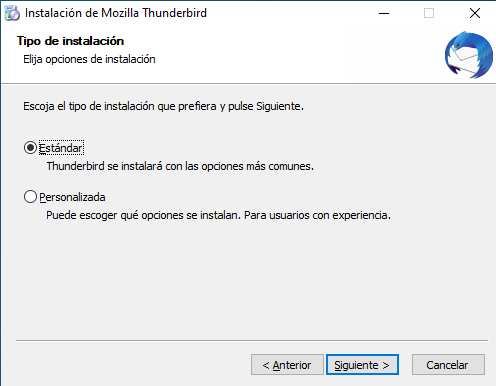 Instalación de Mozilla Thunderbird
Tipo de instalación
Elija opciones de instalación
Escoja el tipo de instalación que prefiera y pulse Siguiente.
Estándar
Thunderbird se instalará con las opciones más comunes.
Personalizada
Puede escoger qué opciones se instalan. Para usuarios con experiencia.
< Anterior
Siguiente >
Cancelar